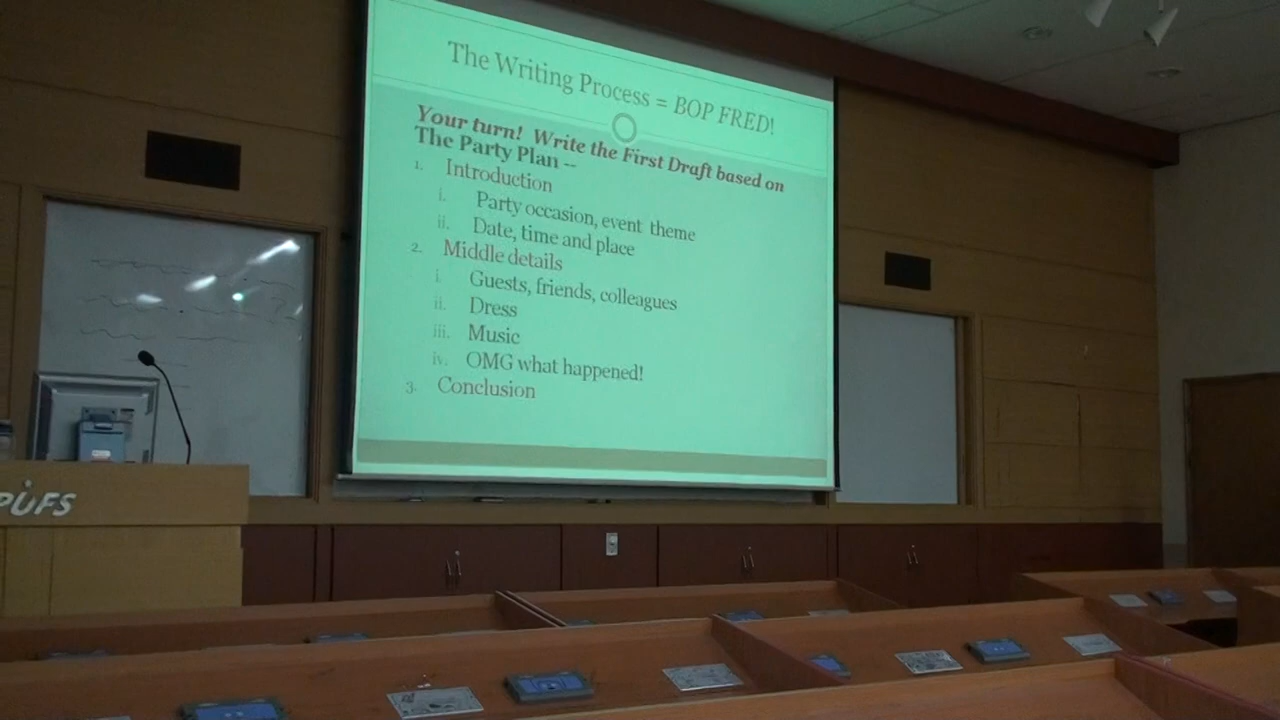 The Writing Process = BOP FRED!
Your turn! Write the First Draft based on
The Party Plan --
1. Introduction
i. Party occasion, event theme
ii. Date, time and place
2. Middle details
i Guests, friends, colleagues
ii. Dress
iii. Music
iv. OMG what happened!
3. Conclusion
PUFS